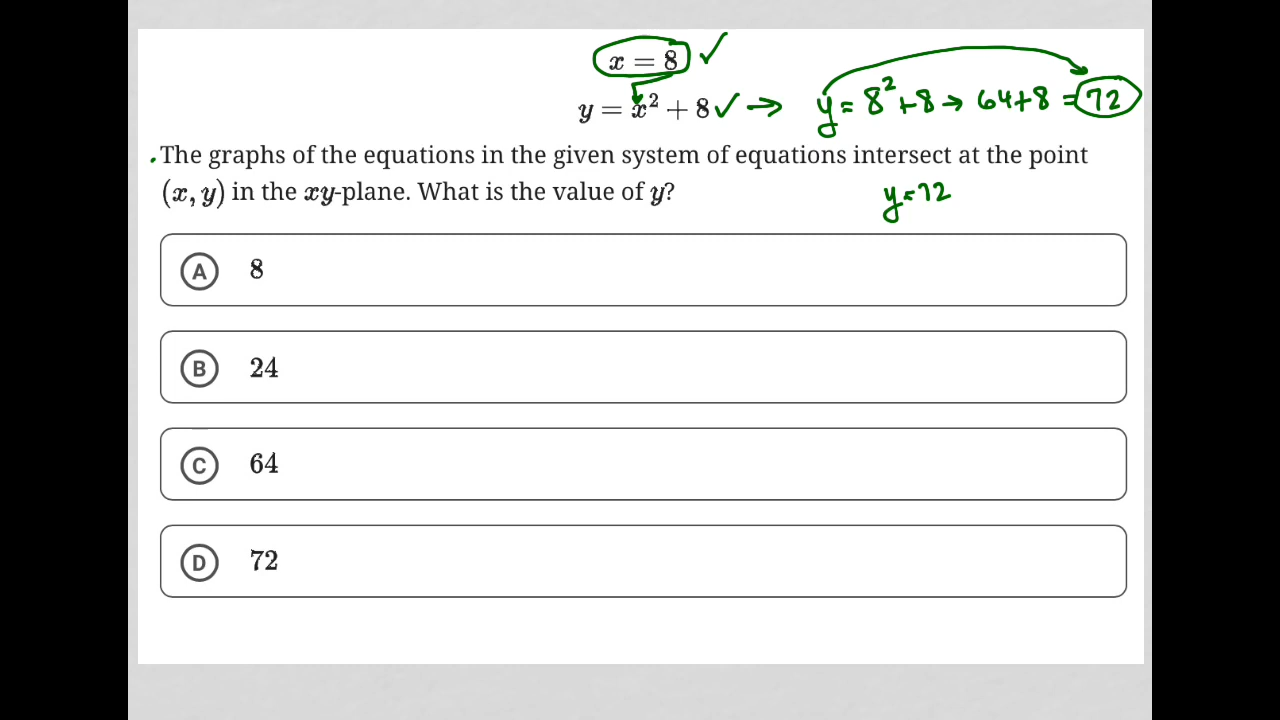 x = 8 ✓
y = x² + 8 ✓ → y = 8² + 8 → 64 + 8 = 72
The graphs of the equations in the given system of equations intersect at the point
(x, y) in the xy-plane. What is the value of y?
y = 72
A 8
B 24
C 64
D 72